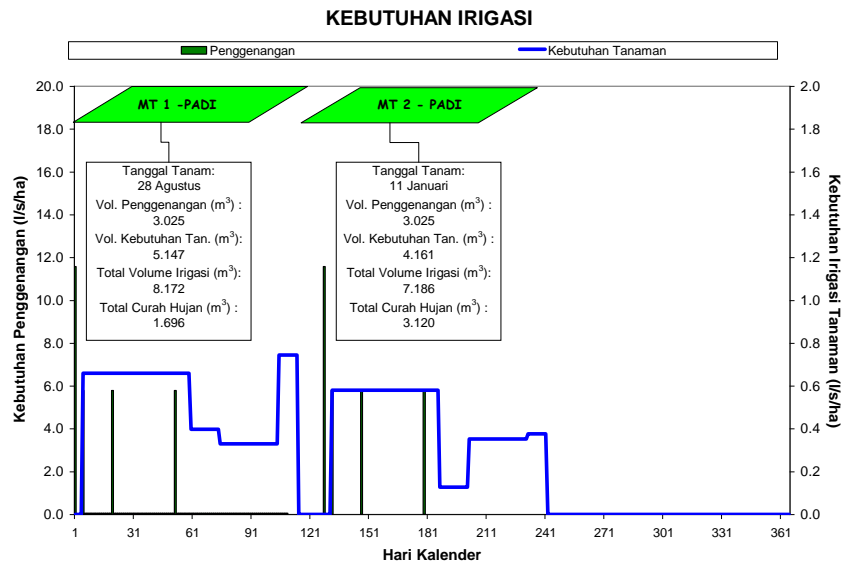 KEBUTUHAN IRIGASI
Penggenangan
Kebutuhan Tanaman
20.0
18.0
16.0
14.0
12.0
10.0
8.0
6.0
4.0
2.0
0.0
Kebutuhan Penggenangan (l/s/ha)
MT 1 -PADI
MT 2 - PADI
Tanggal Tanam:
28 Agustus
Vol. Penggenangan (m³) :
3.025
Vol. Kebutuhan Tan. (m³):
5.147
Total Volume Irigasi (m³):
8.172
Total Curah Hujan (m³) :
1.696
Tanggal Tanam:
11 Januari
Vol. Penggenangan (m³) :
3.025
Vol. Kebutuhan Tan. (m³) :
4.161
Total Volume Irigasi (m³) :
7.186
Total Curah Hujan (m³) :
3.120
2.0
1.8
1.6
1.4
1.2
1.0
0.8
0.6
0.4
0.2
0.0
Kebutuhan Irigasi Tanaman (l/s/ha)
1 31 61 91 121 151 181 211 241 271 301 331 361
Hari Kalender